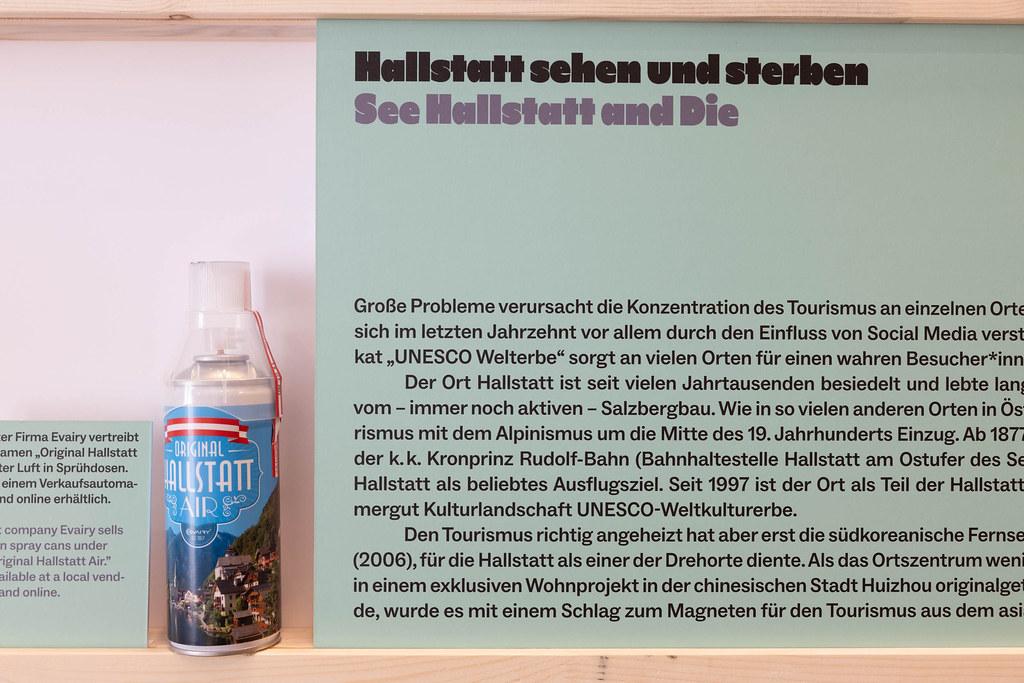 Hallstatt sehen und sterben
See Hallstatt and Die
Große Probleme verursacht die Konzentration des Tourismus an einzelnen Orte
sich im letzten Jahrzehnt vor allem durch den Einfluss von Social Media verst
kat „UNESCO Welterbe“ sorgt an vielen Orten für einen wahren Besucher*inn
Der Ort Hallstatt ist seit vielen Jahrtausenden besiedelt und lebte lang
vom – immer noch aktiven – Salzbergbau. Wie in so vielen anderen Orten in Öst
rismus mit dem Alpinismus um die Mitte des 19. Jahrhunderts Einzug. Ab 1877
der k. k. Kronprinz Rudolf-Bahn (Bahnhaltestelle Hallstatt am Ostufer des Se
Hallstatt als beliebtes Ausflugsziel. Seit 1997 ist der Ort als Teil der Hallstatt
mergut Kulturlandschaft UNESCO-Weltkulturerbe.
Den Tourismus richtig angeheizt hat aber erst die südkoreanische Fernse
(2006), für die Hallstatt als einer der Drehorte diente. Als das Ortszentrum weni
in einem exklusiven Wohnprojekt in der chinesischen Stadt Huizhou originalget
de, wurde es mit einem Schlag zum Magneten für den Tourismus aus dem asi
ter Firma Evairy vertreibt
amen „Original Hallstatt
ter Luft in Sprühdosen.
einem Verkaufsautoma-
nd online erhältlich.
t company Evairy sells
n spray cans under
riginal Hallstatt Air.”
ailable at a local vend-
and online.
ORIGINAL
HALLSTATT
AIR
EVAIRY